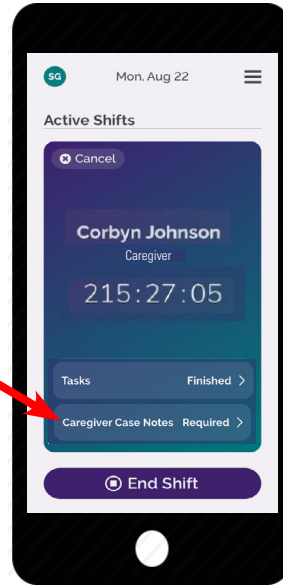 SG Mon, Aug 22
Active Shifts
Cancel
Corbyn Johnson
Caregiver
215:27:05
Tasks Finished >
Caregiver Case Notes Required >
End Shift